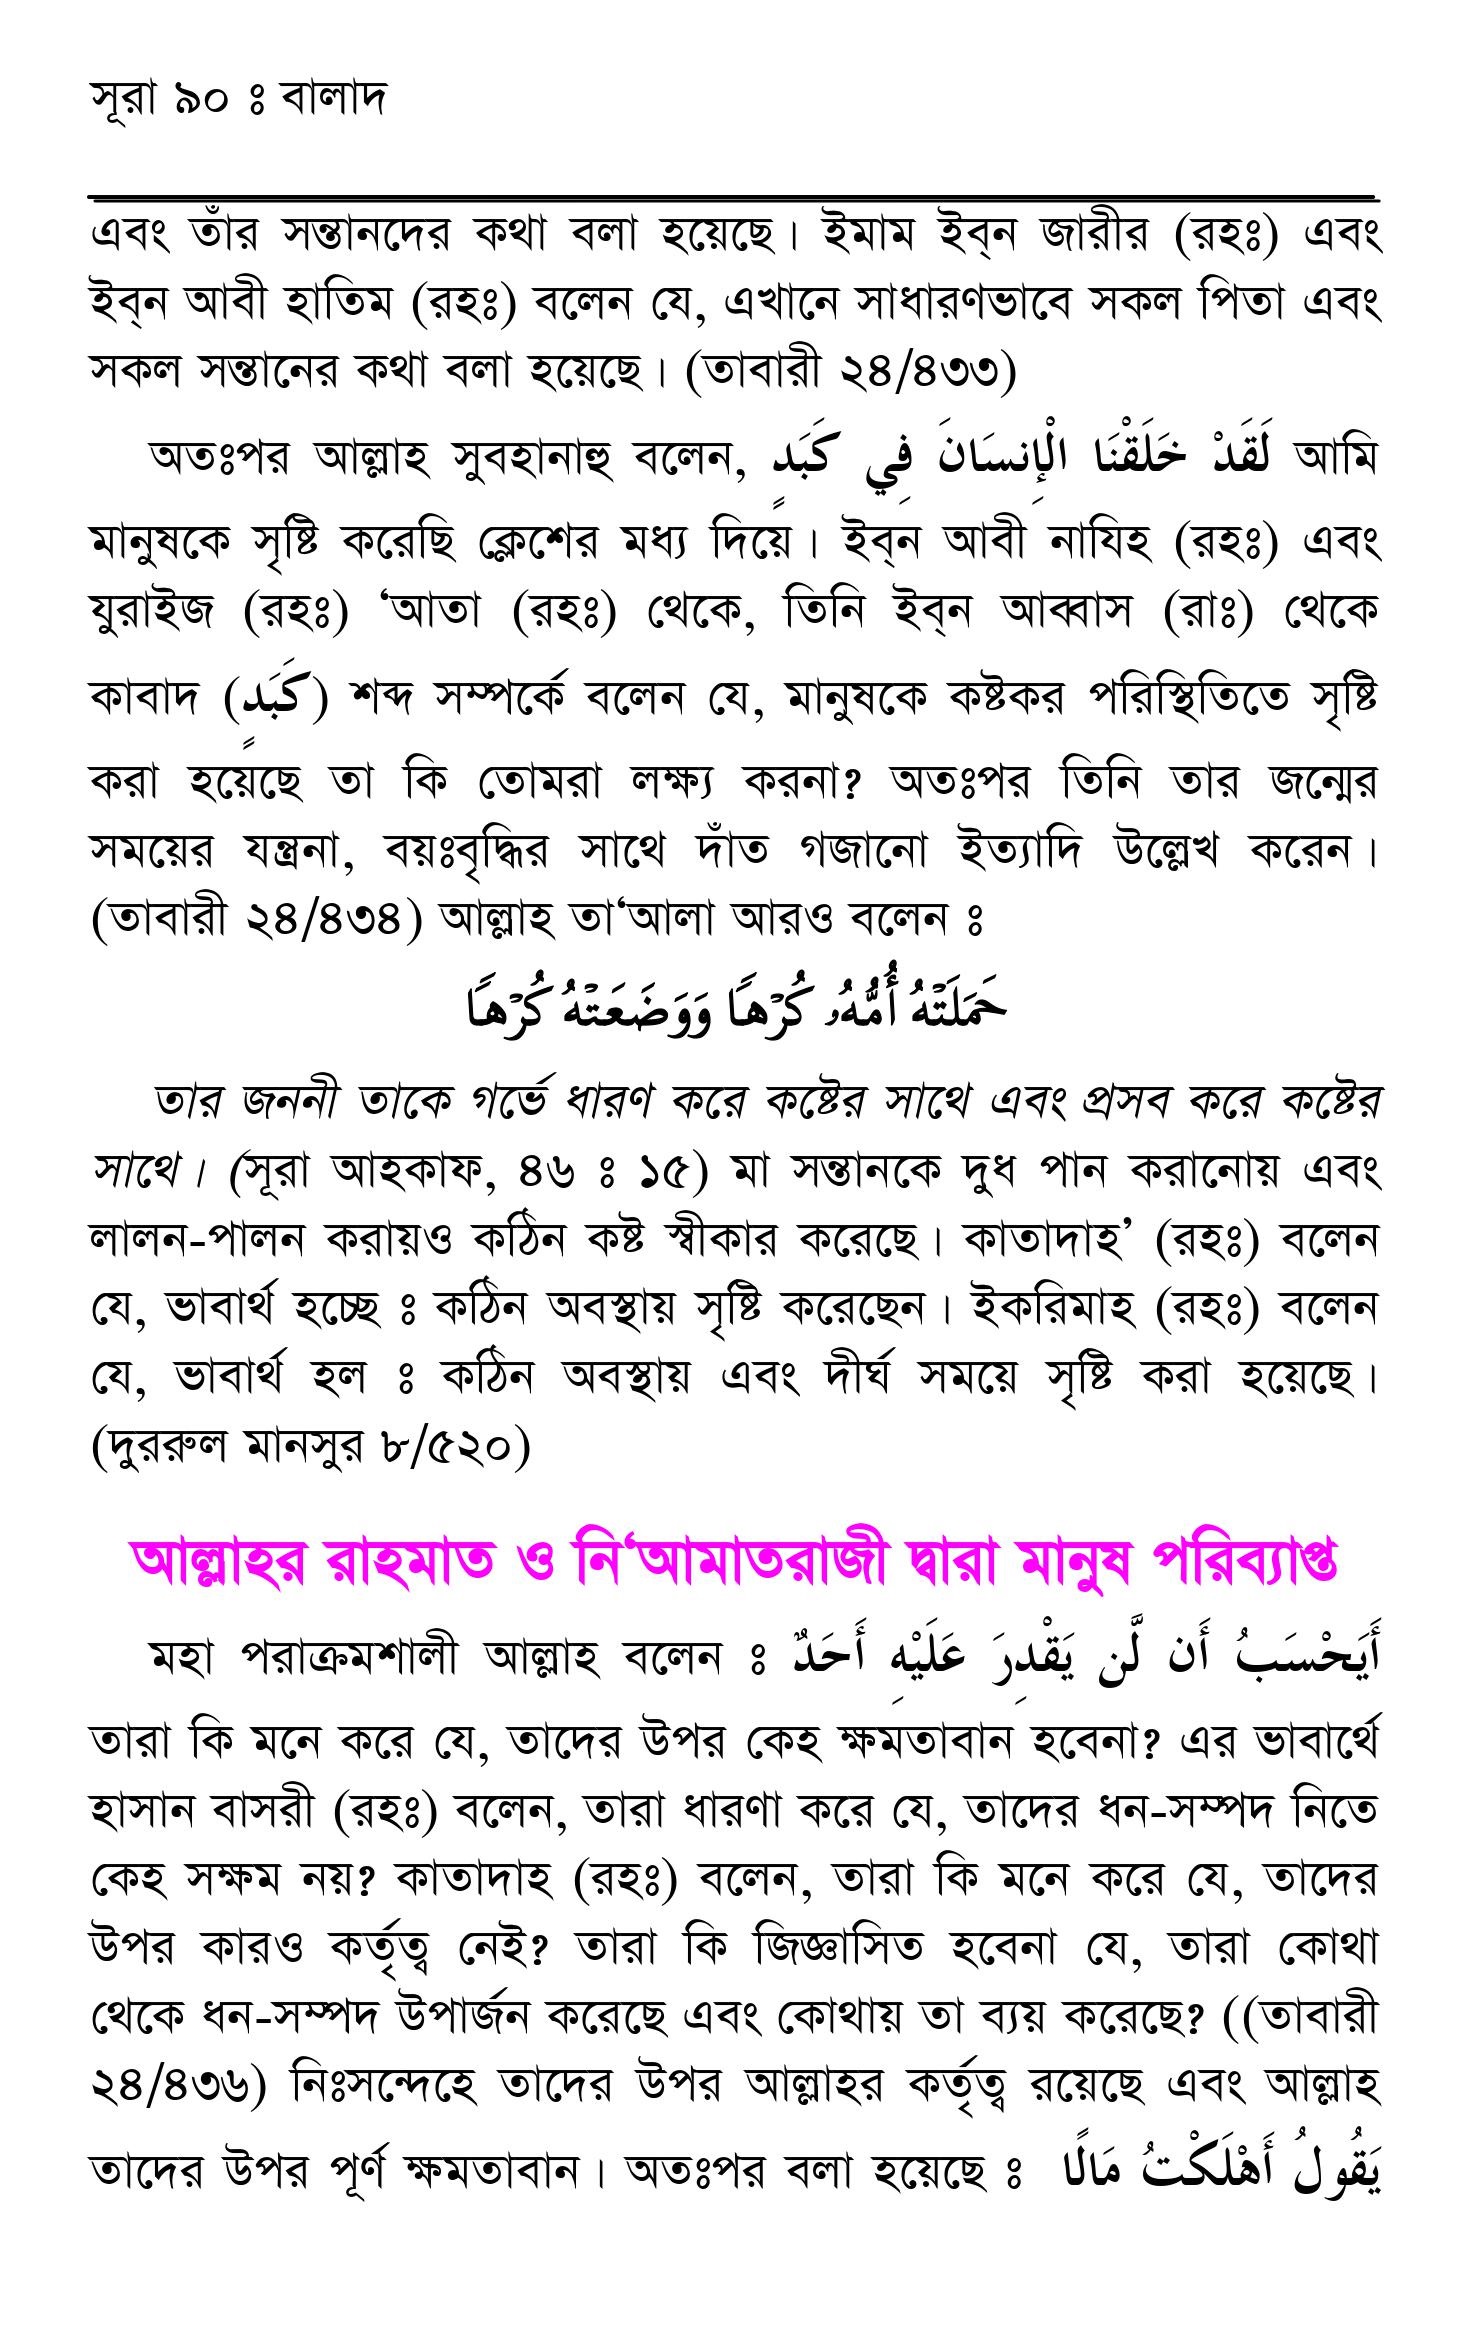 সূরা ৯০ ঃ বালাদ
এবং তাঁর সন্তানদের কথা বলা হয়েছে। ইমাম ইব্‌ন জারীর (রহঃ) এবং
ইব্‌ন আবী হাতিম (রহঃ) বলেন যে, এখানে সাধারণভাবে সকল পিতা এবং
সকল সন্তানের কথা বলা হয়েছে। (তাবারী ২৪/৪৩৩)
অতঃপর আল্লাহ সুবহানাহু বলেন, لَقَدْ خَلَقْنَا الْإِنسَانَ فِي كَبَدٍ আমি
মানুষকে সৃষ্টি করেছি ক্লেশের মধ্য দিয়ে। ইব্‌ন আবী নাযিহ (রহঃ) এবং
যুরাইজ (রহঃ) ‘আতা (রহঃ) থেকে, তিনি ইব্‌ন আব্বাস (রাঃ) থেকে
কাবাদ (كَبَدٍ) শব্দ সম্পর্কে বলেন যে, মানুষকে কষ্টকর পরিস্থিতিতে সৃষ্টি
করা হয়েছে তা কি তোমরা লক্ষ্য করনা? অতঃপর তিনি তার জন্মের
সময়ের যন্ত্রনা, বয়ঃবৃদ্ধির সাথে দাঁত গজানো ইত্যাদি উল্লেখ করেন।
(তাবারী ২৪/৪৩৪) আল্লাহ তা‘আলা আরও বলেন ঃ
حَمَلَتْهُ أُمُّهُۥ كُرْهًا وَوَضَعَتْهُ كُرْهًا
তার জননী তাকে গর্ভে ধারণ করে কষ্টের সাথে এবং প্রসব করে কষ্টের
সাথে। (সূরা আহকাফ, ৪৬ ঃ ১৫) মা সন্তানকে দুধ পান করানোয় এবং
লালন-পালন করায়ও কঠিন কষ্ট স্বীকার করেছে। কাতাদাহ’ (রহঃ) বলেন
যে, ভাবার্থ হচ্ছে ঃ কঠিন অবস্থায় সৃষ্টি করেছেন। ইকরিমাহ (রহঃ) বলেন
যে, ভাবার্থ হল ঃ কঠিন অবস্থায় এবং দীর্ঘ সময়ে সৃষ্টি করা হয়েছে।
(দুররুল মানসুর ৮/৫২০)
আল্লাহর রাহমাত ও নি‘আমাতরাজী দ্বারা মানুষ পরিব্যাপ্ত
মহা পরাক্রমশালী আল্লাহ বলেন ঃ أَيَحْسَبُ أَن لَّن يَقْدِرَ عَلَيْهِ أَحَدٌ
তারা কি মনে করে যে, তাদের উপর কেহ ক্ষমতাবান হবেনা? এর ভাবার্থে
হাসান বাসরী (রহঃ) বলেন, তারা ধারণা করে যে, তাদের ধন-সম্পদ নিতে
কেহ সক্ষম নয়? কাতাদাহ (রহঃ) বলেন, তারা কি মনে করে যে, তাদের
উপর কারও কর্তৃত্ব নেই? তারা কি জিজ্ঞাসিত হবেনা যে, তারা কোথা
থেকে ধন-সম্পদ উপার্জন করেছে এবং কোথায় তা ব্যয় করেছে? ((তাবারী
২৪/৪৩৬) নিঃসন্দেহে তাদের উপর আল্লাহর কর্তৃত্ব রয়েছে এবং আল্লাহ
তাদের উপর পূর্ণ ক্ষমতাবান। অতঃপর বলা হয়েছে ঃ يَقُولُ أَهْلَكْتُ مَالًا